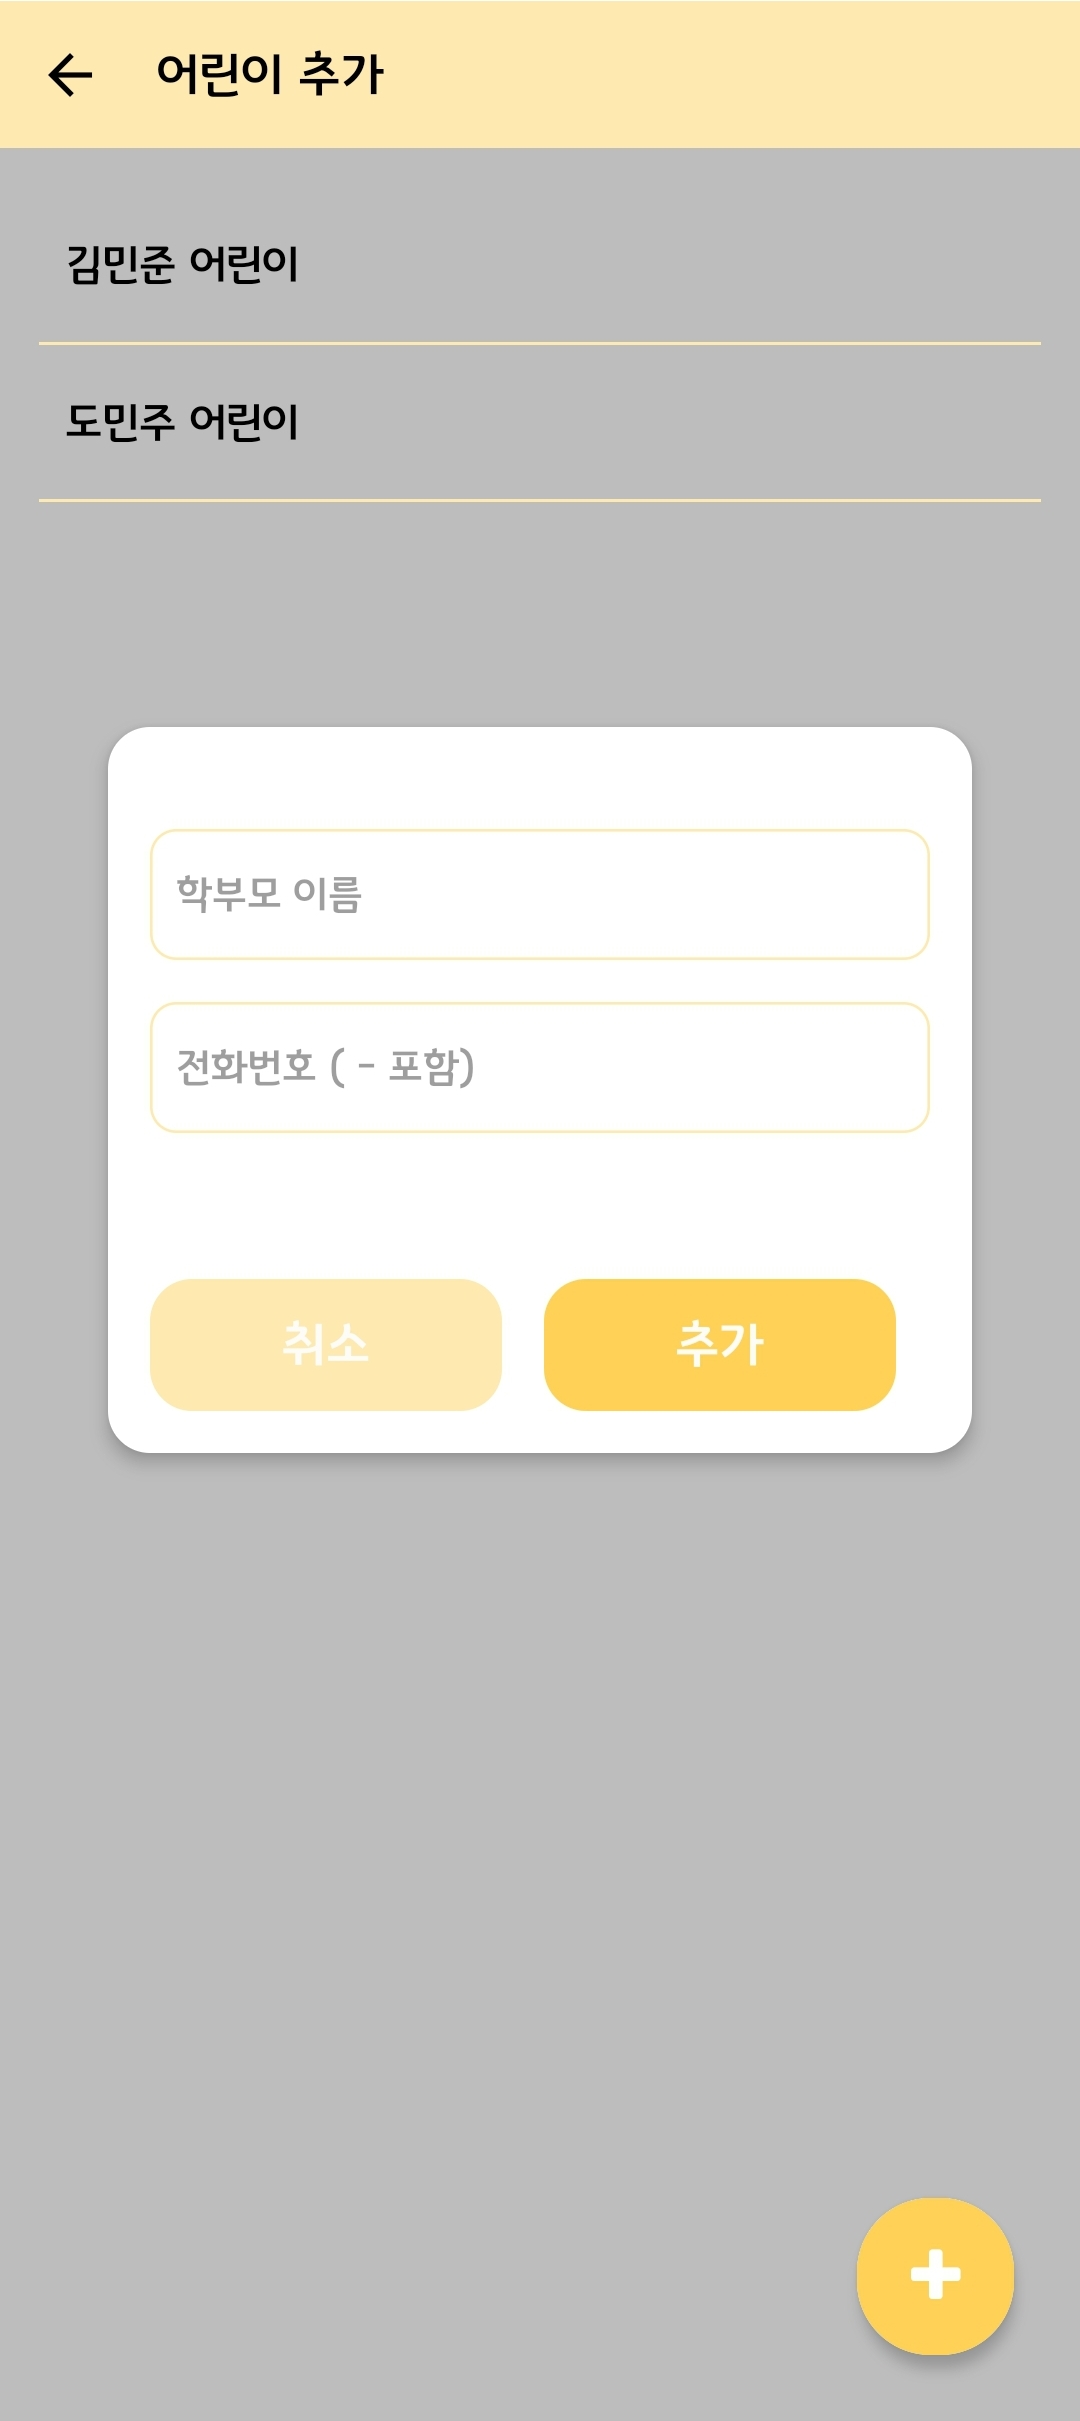 어린이 추가
김민준 어린이
도민주 어린이
학부모 이름
전화번호 ( - 포함)
취소
추가